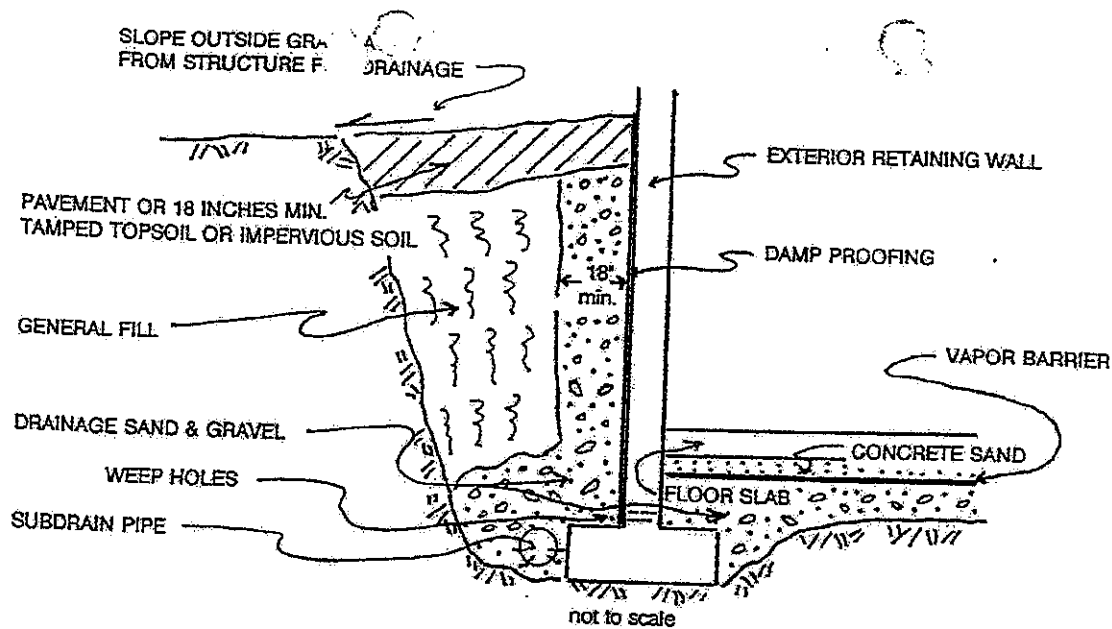 SLOPE OUTSIDE
FROM STRUCTURE DRAINAGE
EXTERIOR RETAINING WALL
PAVEMENT OR 18 INCHES MIN.
TAMPED TOPSOIL OR IMPERVIOUS SOIL
DAMP PROOFING
18"
min.
GENERAL FILL
VAPOR BARRIER
DRAINAGE SAND & GRAVEL
CONCRETE SAND
WEEP HOLES
FLOOR SLAB
SUBDRAIN PIPE
not to scale